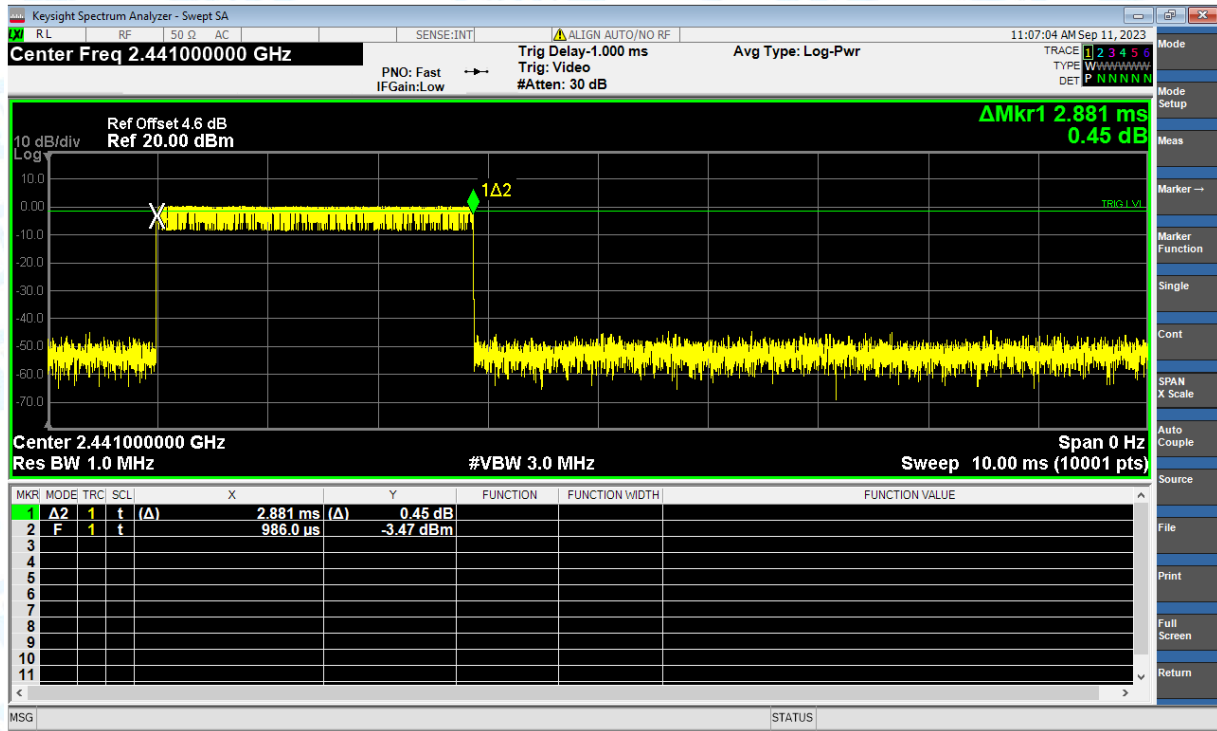 Keysight Spectrum Analyzer - Swept SA
LXI RL RF 50 Ω AC SENSE:INT ⚠ ALIGN AUTO/NO RF 11:07:04 AM Sep 11, 2023
Center Freq 2.441000000 GHz
PNO: Fast
IFGain:Low
Trig Delay-1.000 ms
Trig: Video
#Atten: 30 dB
Avg Type: Log-Pwr
TRACE 1 2 3 4 5 6
TYPE WWWWWW
DET P N N N N N
ΔMkr1 2.881 ms
0.45 dB
Ref Offset 4.6 dB
10 dB/div Ref 20.00 dBm
Log
10.0
0.00
-10.0
-20.0
-30.0
-40.0
-50.0
-60.0
-70.0
1Δ2
TRIG LVL
Center 2.441000000 GHz Span 0 Hz
Res BW 1.0 MHz #VBW 3.0 MHz Sweep 10.00 ms (10001 pts)
MKR MODE TRC SCL X Y FUNCTION FUNCTION WIDTH FUNCTION VALUE
1 Δ2 1 t (Δ) 2.881 ms (Δ) 0.45 dB
2 F 1 t 986.0 µs -3.47 dBm
3
4
5
6
7
8
9
10
11
MSG STATUS
Mode
Mode
Setup
Meas
Marker →
Marker
Function
Single
Cont
SPAN
X Scale
Auto
Couple
Source
File
Print
Full
Screen
Return